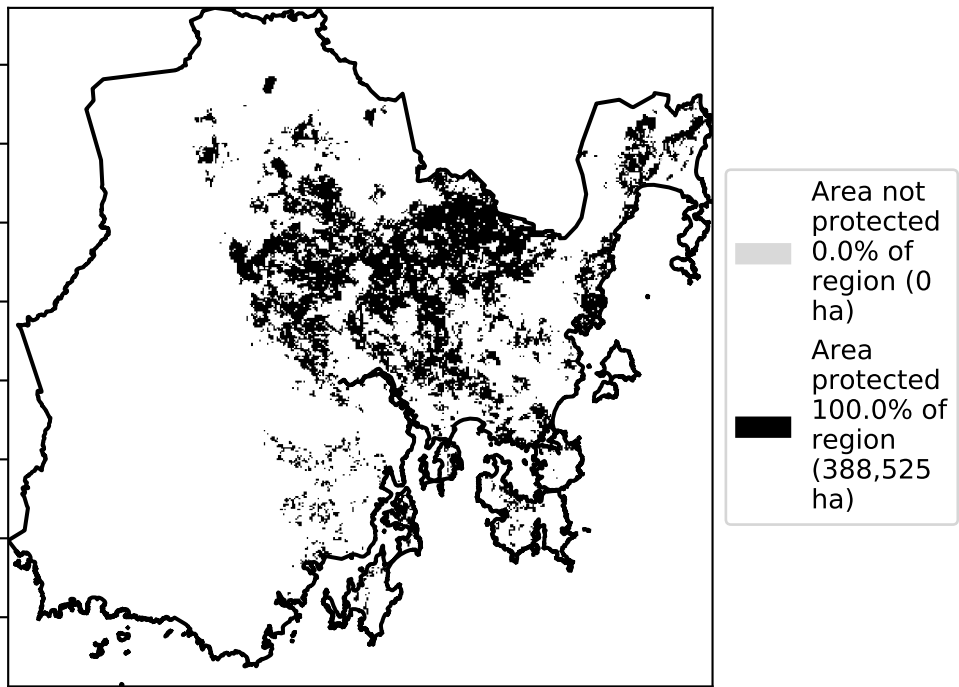 Area not
protected
0.0% of
region (0
ha)
Area
protected
100.0% of
region
(388,525
ha)